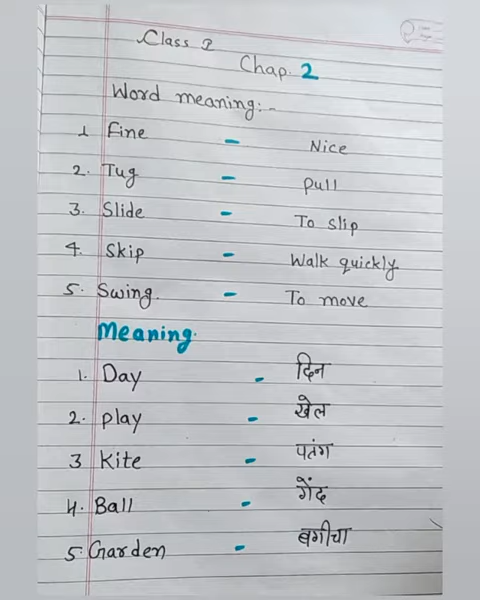 Class I
Chap. 2
Word meaning:-
1 Fine - Nice
2. Tug - pull
3. Slide - To slip
4. Skip - Walk quickly
5. Swing. - To move
Meaning.
1. Day - दिन
2. play - खेल
3 Kite - पतंग
4. Ball - गेंद
5. Garden - बगीचा